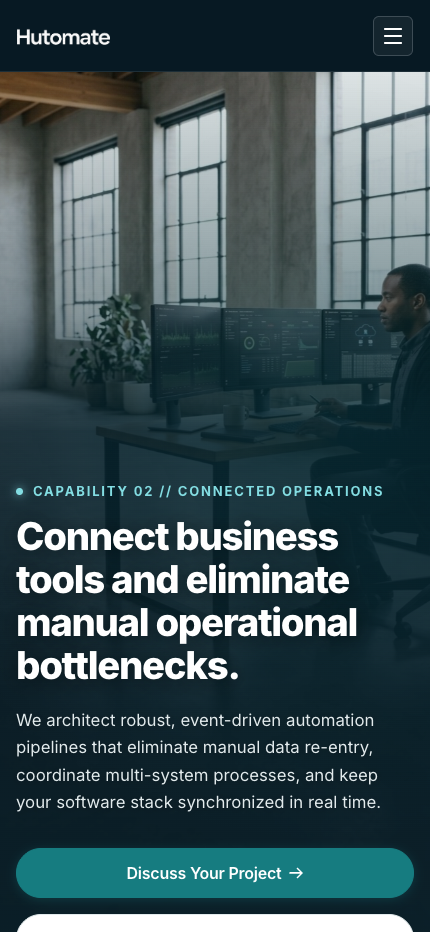 Hutomate
CAPABILITY 02 // CONNECTED OPERATIONS
Connect business
tools and eliminate
manual operational
bottlenecks.
We architect robust, event-driven automation
pipelines that eliminate manual data re-entry,
coordinate multi-system processes, and keep
your software stack synchronized in real time.
Discuss Your Project →